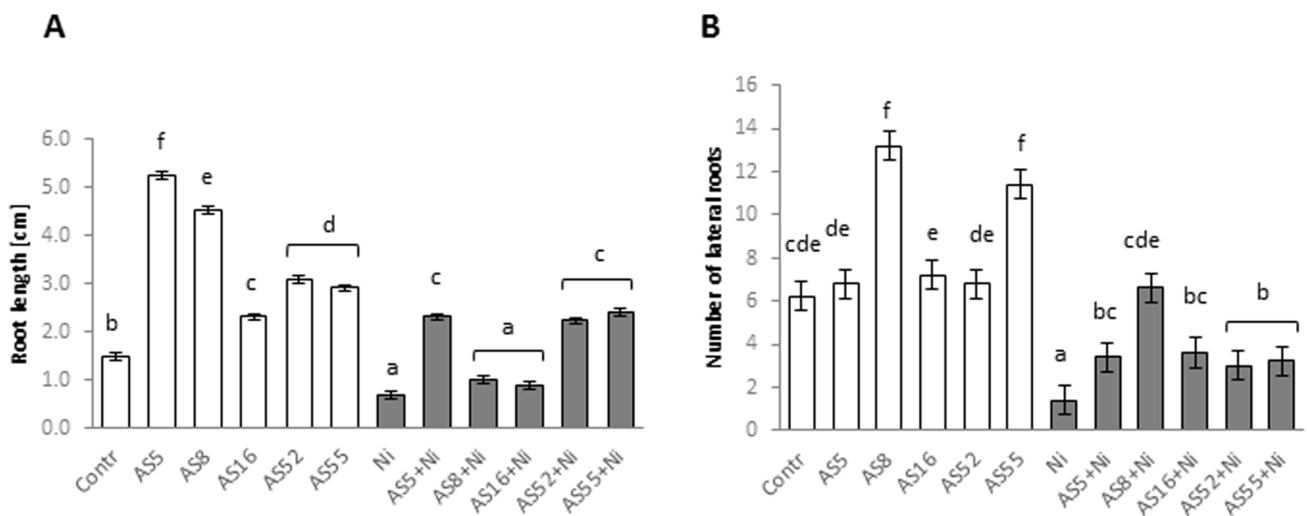 A
Root length [cm]
6.0
5.0
4.0
3.0
2.0
1.0
0.0
b
f
e
c
d
a
c
a
c
Contr
AS5
AS8
AS16
AS52
AS55
Ni
AS5+Ni
AS8+Ni
AS16+Ni
AS52+Ni
AS55+Ni
B
Number of lateral roots
16
14
12
10
8
6
4
2
0
cde
de
f
e
de
f
a
bc
cde
bc
b
Contr
AS5
AS8
AS16
AS52
AS55
Ni
AS5+Ni
AS8+Ni
AS16+Ni
AS52+Ni
AS55+Ni